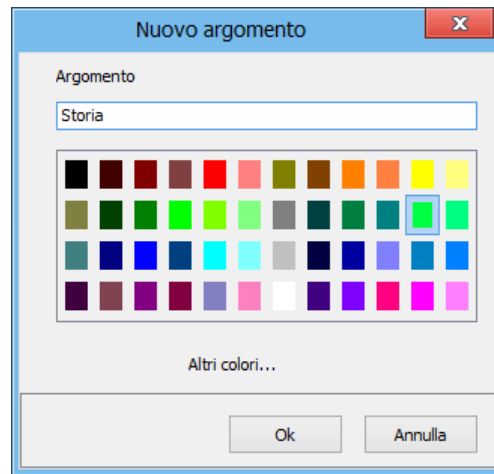 Nuovo argomento
Argomento
Storia
Altri colori...
Ok
Annulla